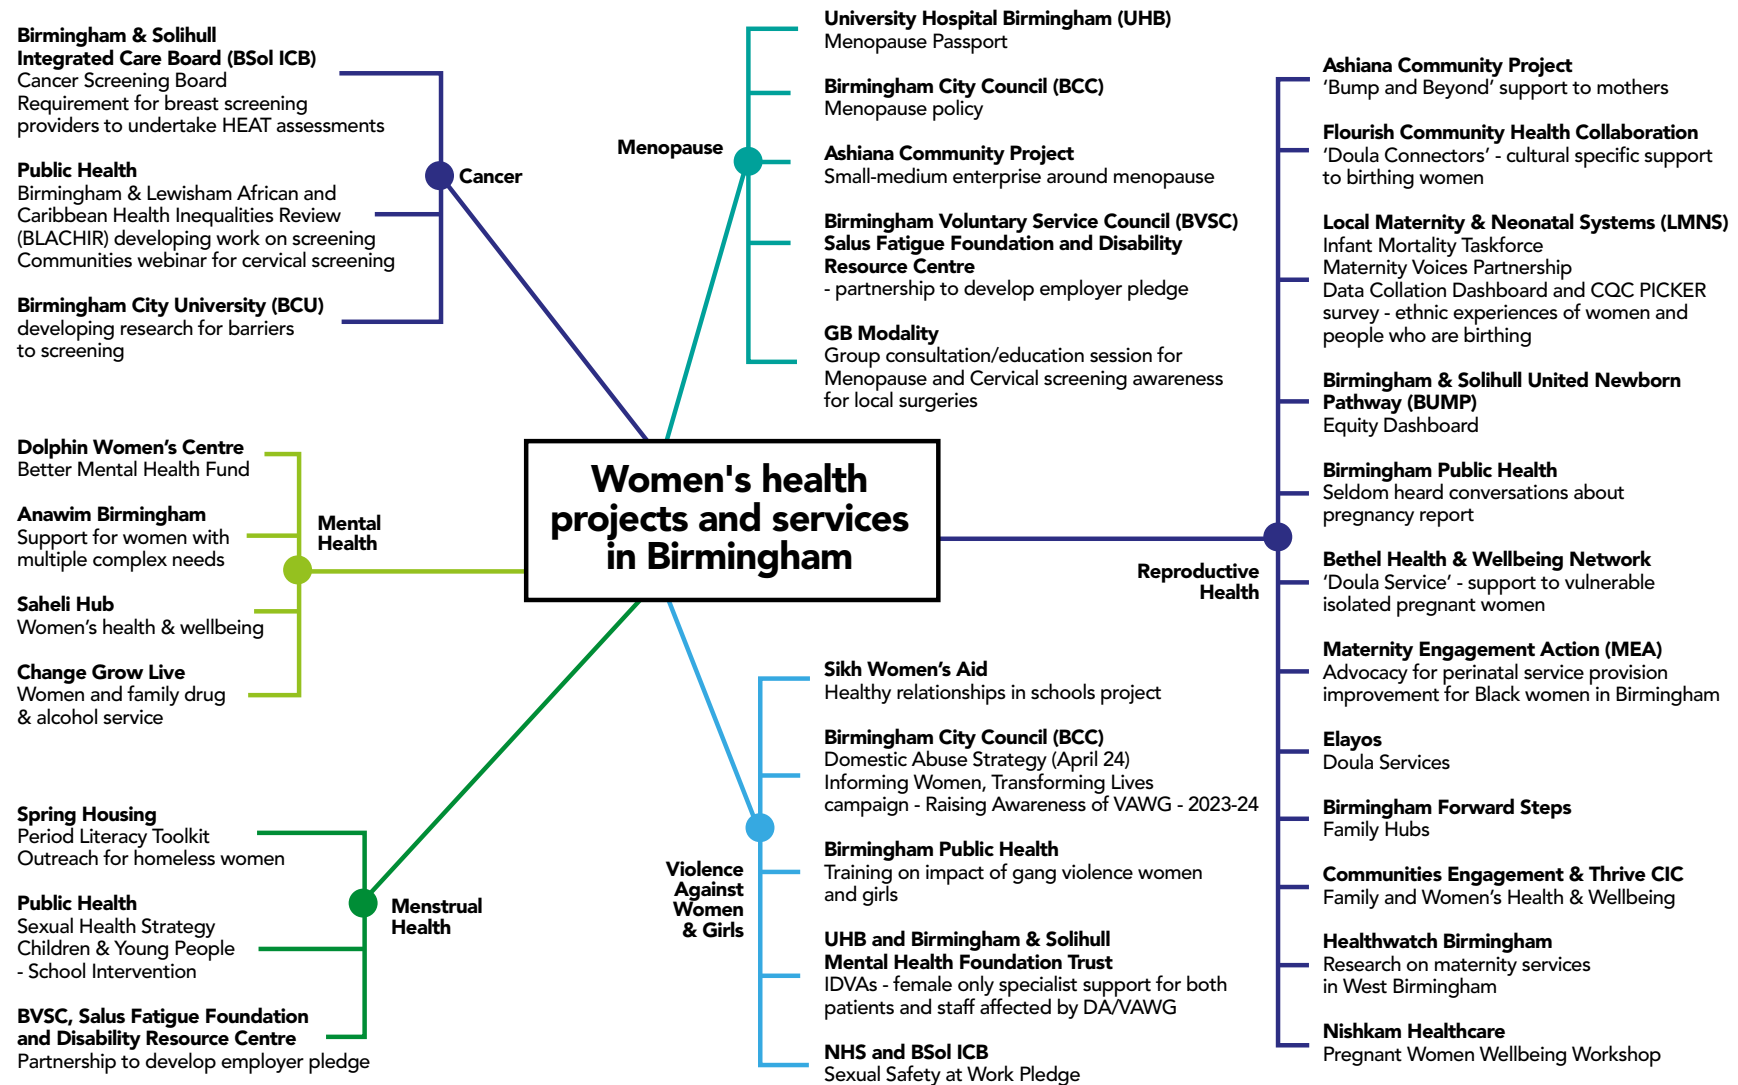 Women's health
projects and services
in Birmingham
Cancer
Birmingham & Solihull
Integrated Care Board (BSol ICB)
Cancer Screening Board
Requirement for breast screening
providers to undertake HEAT assessments
Public Health
Birmingham & Lewisham African and
Caribbean Health Inequalities Review
(BLACHIR) developing work on screening
Communities webinar for cervical screening
Birmingham City University (BCU)
developing research for barriers
to screening
Menopause
University Hospital Birmingham (UHB)
Menopause Passport
Birmingham City Council (BCC)
Menopause policy
Ashiana Community Project
Small-medium enterprise around menopause
Birmingham Voluntary Service Council (BVSC)
Salus Fatigue Foundation and Disability
Resource Centre
- partnership to develop employer pledge
GB Modality
Group consultation/education session for
Menopause and Cervical screening awareness
for local surgeries
Reproductive
Health
Ashiana Community Project
‘Bump and Beyond’ support to mothers
Flourish Community Health Collaboration
‘Doula Connectors’ - cultural specific support
to birthing women
Local Maternity & Neonatal Systems (LMNS)
Infant Mortality Taskforce
Maternity Voices Partnership
Data Collation Dashboard and CQC PICKER
survey - ethnic experiences of women and
people who are birthing
Birmingham & Solihull United Newborn
Pathway (BUMP)
Equity Dashboard
Birmingham Public Health
Seldom heard conversations about
pregnancy report
Bethel Health & Wellbeing Network
‘Doula Service’ - support to vulnerable
isolated pregnant women
Maternity Engagement Action (MEA)
Advocacy for perinatal service provision
improvement for Black women in Birmingham
Elayos
Doula Services
Birmingham Forward Steps
Family Hubs
Communities Engagement & Thrive CIC
Family and Women’s Health & Wellbeing
Healthwatch Birmingham
Research on maternity services
in West Birmingham
Nishkam Healthcare
Pregnant Women Wellbeing Workshop
Mental
Health
Dolphin Women’s Centre
Better Mental Health Fund
Anawim Birmingham
Support for women with
multiple complex needs
Saheli Hub
Women’s health & wellbeing
Change Grow Live
Women and family drug
& alcohol service
Menstrual
Health
Spring Housing
Period Literacy Toolkit
Outreach for homeless women
Public Health
Sexual Health Strategy
Children & Young People
- School Intervention
BVSC, Salus Fatigue Foundation
and Disability Resource Centre
Partnership to develop employer pledge
Violence
Against
Women
& Girls
Sikh Women’s Aid
Healthy relationships in schools project
Birmingham City Council (BCC)
Domestic Abuse Strategy (April 24)
Informing Women, Transforming Lives
campaign - Raising Awareness of VAWG - 2023-24
Birmingham Public Health
Training on impact of gang violence women
and girls
UHB and Birmingham & Solihull
Mental Health Foundation Trust
IDVAs - female only specialist support for both
patients and staff affected by DA/VAWG
NHS and BSol ICB
Sexual Safety at Work Pledge